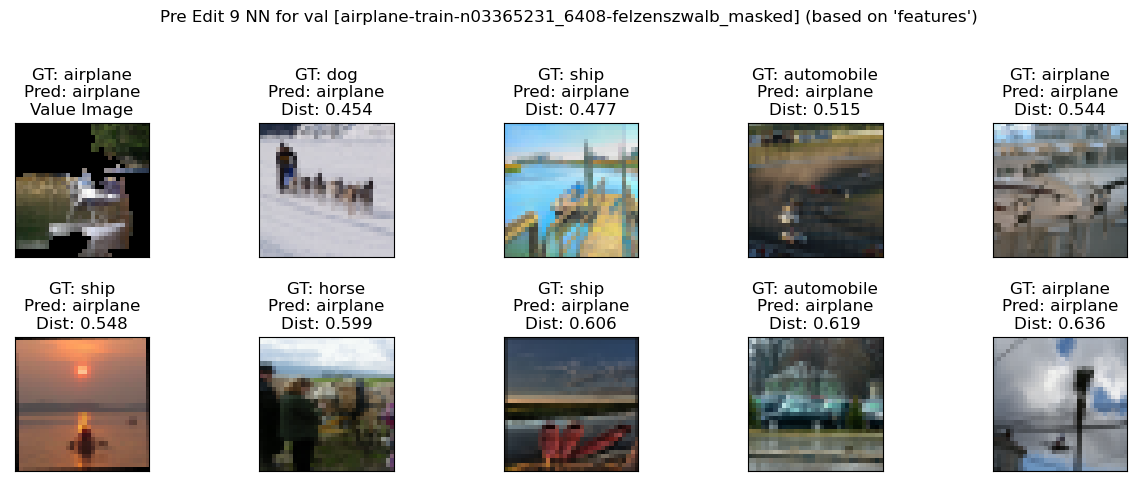 Pre Edit 9 NN for val [airplane-train-n03365231_6408-felzenszwalb_masked] (based on 'features')
GT: airplane
Pred: airplane
Value Image
GT: dog
Pred: airplane
Dist: 0.454
GT: ship
Pred: airplane
Dist: 0.477
GT: automobile
Pred: airplane
Dist: 0.515
GT: airplane
Pred: airplane
Dist: 0.544
GT: ship
Pred: airplane
Dist: 0.548
GT: horse
Pred: airplane
Dist: 0.599
GT: ship
Pred: airplane
Dist: 0.606
GT: automobile
Pred: airplane
Dist: 0.619
GT: airplane
Pred: airplane
Dist: 0.636